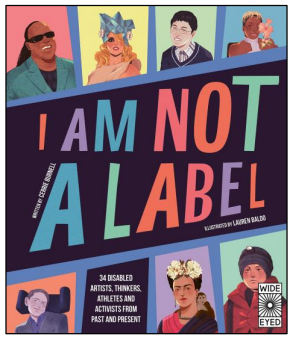 I AM NOT
A LABEL
WRITTEN BY CERRIE BURNELL
ILLUSTRATED BY LAUREN BALDO
34 DISABLED
ARTISTS, THINKERS,
ATHLETES AND
ACTIVISTS FROM
PAST AND PRESENT
WIDE
EYED